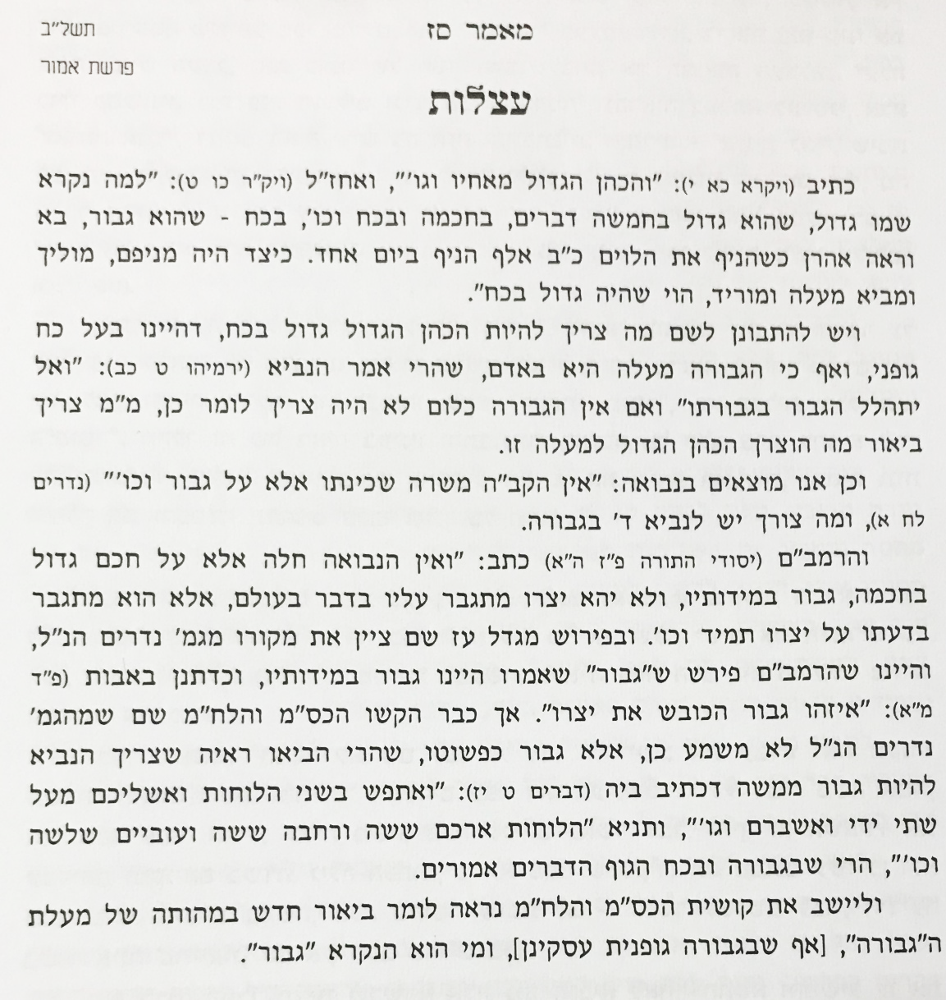 תשל"ב
מאמר סז
פרשת אמור
עצלות
כתיב (ויקרא כא י): "והכהן הגדול מאחיו וגו'", ואחז"ל (ויק"ר כו ט): "למה נקרא
שמו גדול, שהוא גדול בחמשה דברים, בחכמה ובכח וכו', בכח - שהוא גבור, בא
וראה אהרן כשהניף את הלוים כ"ב אלף הניף ביום אחד. כיצד היה מניפם, מוליך
ומביא מעלה ומוריד, הוי שהיה גדול בכח".
ויש להתבונן לשם מה צריך להיות הכהן הגדול גדול בכח, דהיינו בעל כח
גופני, ואף כי הגבורה מעלה היא באדם, שהרי אמר הנביא (ירמיהו ט כב): "ואל
יתהלל הגבור בגבורתו" ואם אין הגבורה כלום לא היה צריך לומר כן, מ"מ צריך
ביאור מה הוצרך הכהן הגדול למעלה זו.
וכן אנו מוצאים בנבואה: "אין הקב"ה משרה שכינתו אלא על גבור וכו'" (נדרים
לח א), ומה צורך יש לנביא ד' בגבורה.
והרמב"ם (יסודי התורה פ"ז ה"א) כתב: "ואין הנבואה חלה אלא על חכם גדול
בחכמה, גבור במידותיו, ולא יהא יצרו מתגבר עליו בדבר בעולם, אלא הוא מתגבר
בדעתו על יצרו תמיד וכו'. ובפירוש מגדל עז שם ציין את מקורו מגמ' נדרים הנ"ל,
והיינו שהרמב"ם פירש ש"גבור" שאמרו היינו גבור במידותיו, וכדתנן באבות (פ"ד
מ"א): "איזהו גבור הכובש את יצרו". אך כבר הקשו הכס"מ והלח"מ שם שמהגמ'
נדרים הנ"ל לא משמע כן, אלא גבור כפשוטו, שהרי הביאו ראיה שצריך הנביא
להיות גבור ממשה דכתיב ביה (דברים ט יז): "ואתפש בשני הלוחות ואשליכם מעל
שתי ידי ואשברם וגו'", ותניא "הלוחות ארכם ששה ורחבה ששה ועוביים שלשה
וכו'", הרי שבגבורה ובכח הגוף הדברים אמורים.
וליישב את קושית הכס"מ והלח"מ נראה לומר ביאור חדש במהותה של מעלת
ה"גבורה", [אף שבגבורה גופנית עסקינן], ומי הוא הנקרא "גבור".